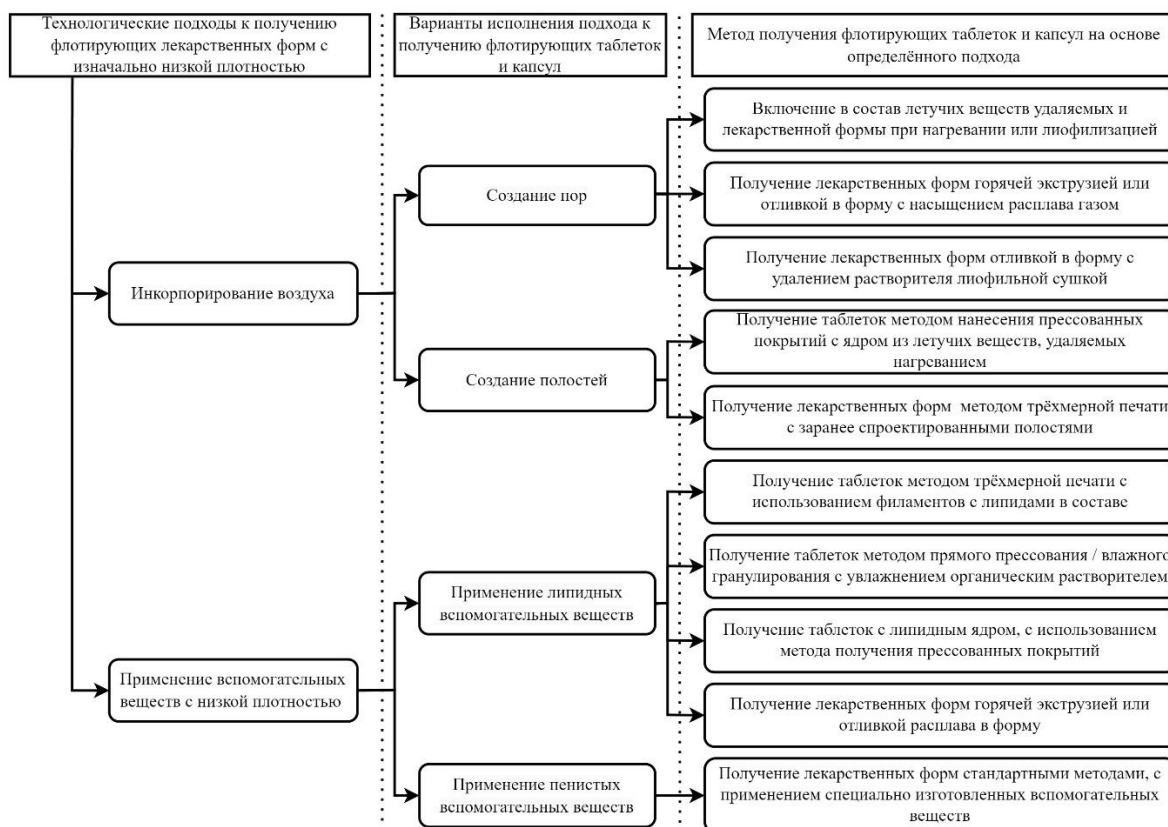 Технологические подходы к получению
флотирующих лекарственных форм с
изначально низкой плотностью
Варианты исполнения подхода к
получению флотирующих таблеток
и капсул
Метод получения флотирующих таблеток и капсул на основе
определённого подхода
Инкорпорирование воздуха
Создание пор
Включение в состав летучих веществ удаляемых и
лекарственной формы при нагревании или лиофилизацией
Получение лекарственных форм горячей экструзией или
отливкой в форму с насыщением расплава газом
Получение лекарственных форм отливкой в форму с
удалением растворителя лиофильной сушкой
Создание полостей
Получение таблеток методом нанесения прессованных
покрытий с ядром из летучих веществ, удаляемых
нагреванием
Получение лекарственных форм методом трёхмерной печати
с заранее спроектированными полостями
Применение вспомогательных
веществ с низкой плотностью
Применение липидных
вспомогательных веществ
Получение таблеток методом трёхмерной печати с
использованием филаментов с липидами в составе
Получение таблеток методом прямого прессования / влажного
гранулирования с увлажнением органическим растворителем
Получение таблеток с липидным ядром, с использованием
метода получения прессованных покрытий
Получение лекарственных форм горячей экструзией или
отливкой расплава в форму
Применение пенистых
вспомогательных веществ
Получение лекарственных форм стандартными методами, с
применением специально изготовленных вспомогательных
веществ